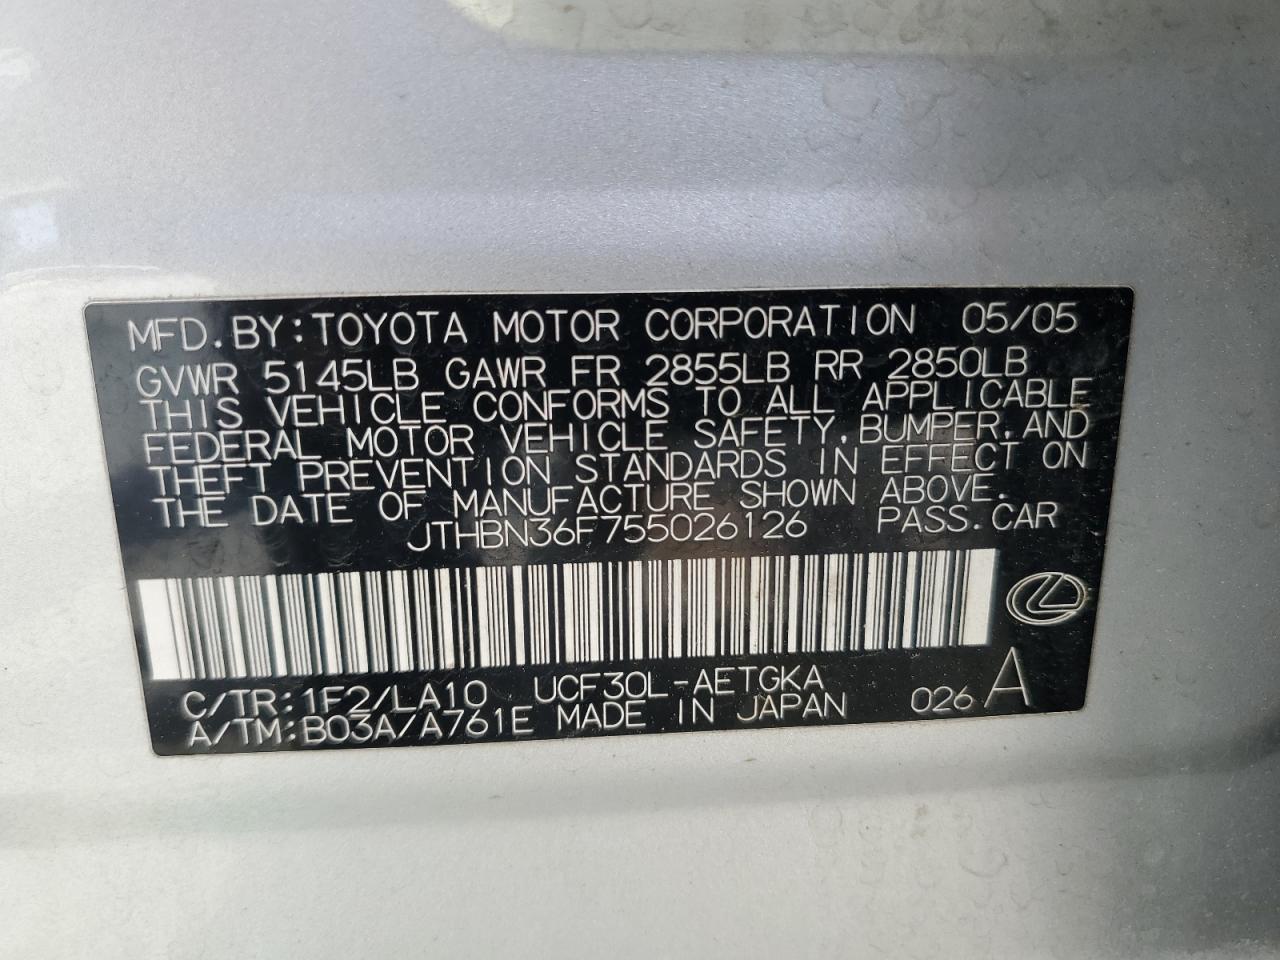 MFD.BY:TOYOTA MOTOR CORPORATION 05/05
GVWR 5145LB GAWR FR 2855LB RR 2850LB
THIS VEHICLE CONFORMS TO ALL APPLICABLE
FEDERAL MOTOR VEHICLE SAFETY,BUMPER,AND
THEFT PREVENTION STANDARDS IN EFFECT ON
THE DATE OF MANUFACTURE SHOWN ABOVE.
JTHBN36F755026126 PASS.CAR
C/TR:1F2/LA10 UCF30L-AETGKA
A/TM:B03A/A761E MADE IN JAPAN 026 A